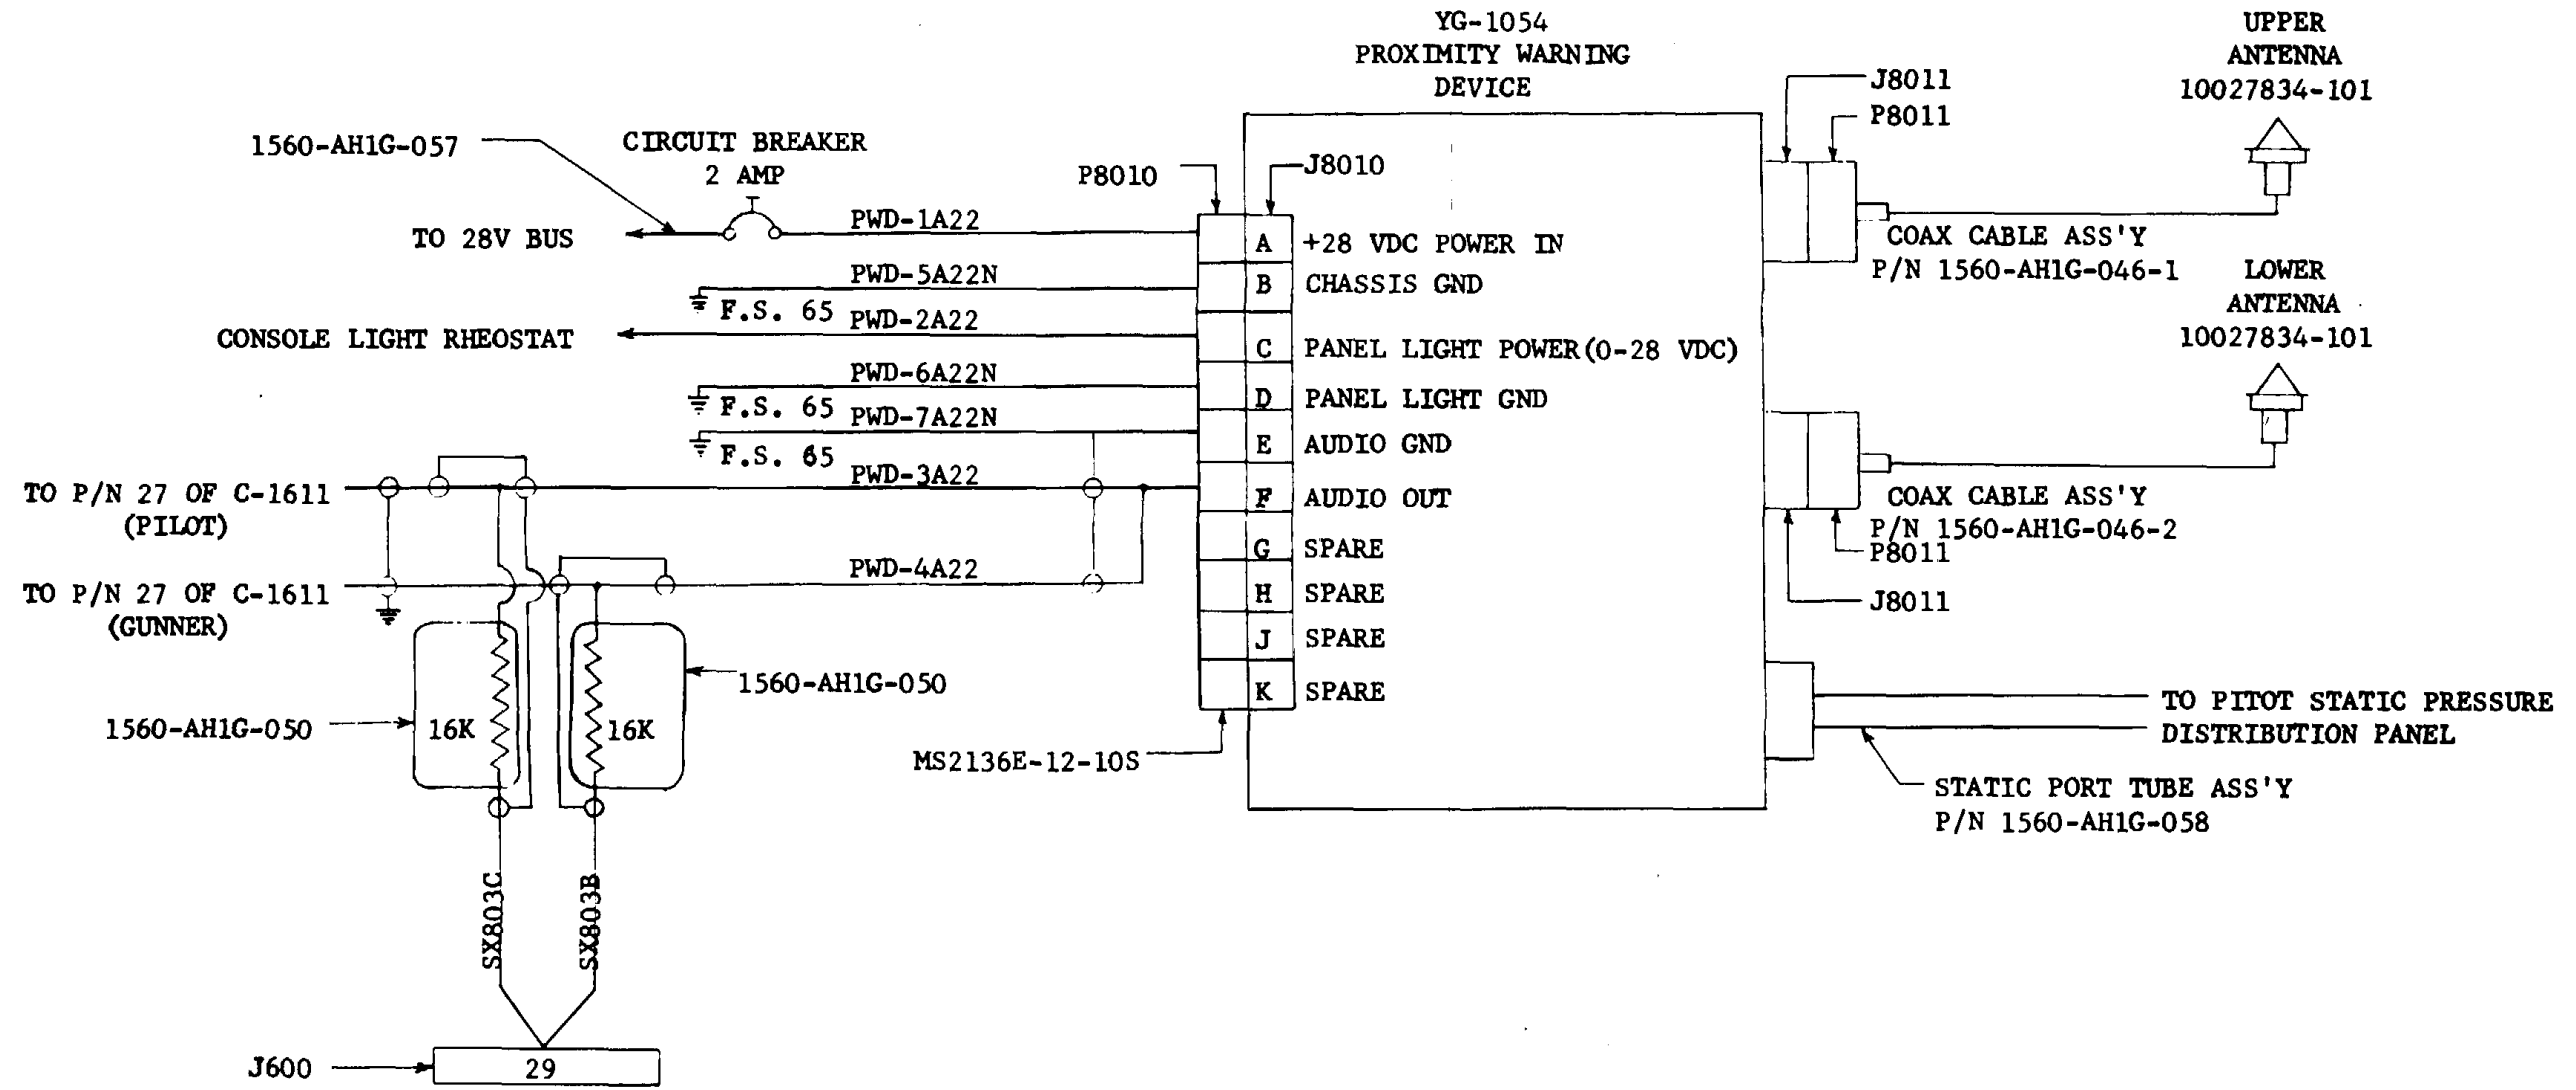 YG-1054
PROXIMITY WARNING
DEVICE
UPPER
ANTENNA
10027834-101
J8011
P8011
1560-AH1G-057
CIRCUIT BREAKER
2 AMP
P8010
J8010
PWD-1A22
TO 28V BUS
A +28 VDC POWER IN
COAX CABLE ASS'Y
P/N 1560-AH1G-046-1
PWD-5A22N
B CHASSIS GND
F.S. 65
LOWER
ANTENNA
10027834-101
PWD-2A22
CONSOLE LIGHT RHEOSTAT
C PANEL LIGHT POWER(0-28 VDC)
PWD-6A22N
D PANEL LIGHT GND
F.S. 65
PWD-7A22N
E AUDIO GND
F.S. 65
PWD-3A22
TO P/N 27 OF C-1611
(PILOT)
F AUDIO OUT
COAX CABLE ASS'Y
P/N 1560-AH1G-046-2
P8011
J8011
G SPARE
PWD-4A22
TO P/N 27 OF C-1611
(GUNNER)
H SPARE
J SPARE
K SPARE
1560-AH1G-050
1560-AH1G-050
16K
16K
MS2136E-12-10S
TO PITOT STATIC PRESSURE
DISTRIBUTION PANEL
STATIC PORT TUBE ASS'Y
P/N 1560-AH1G-058
SX803C
SX803B
J600
29